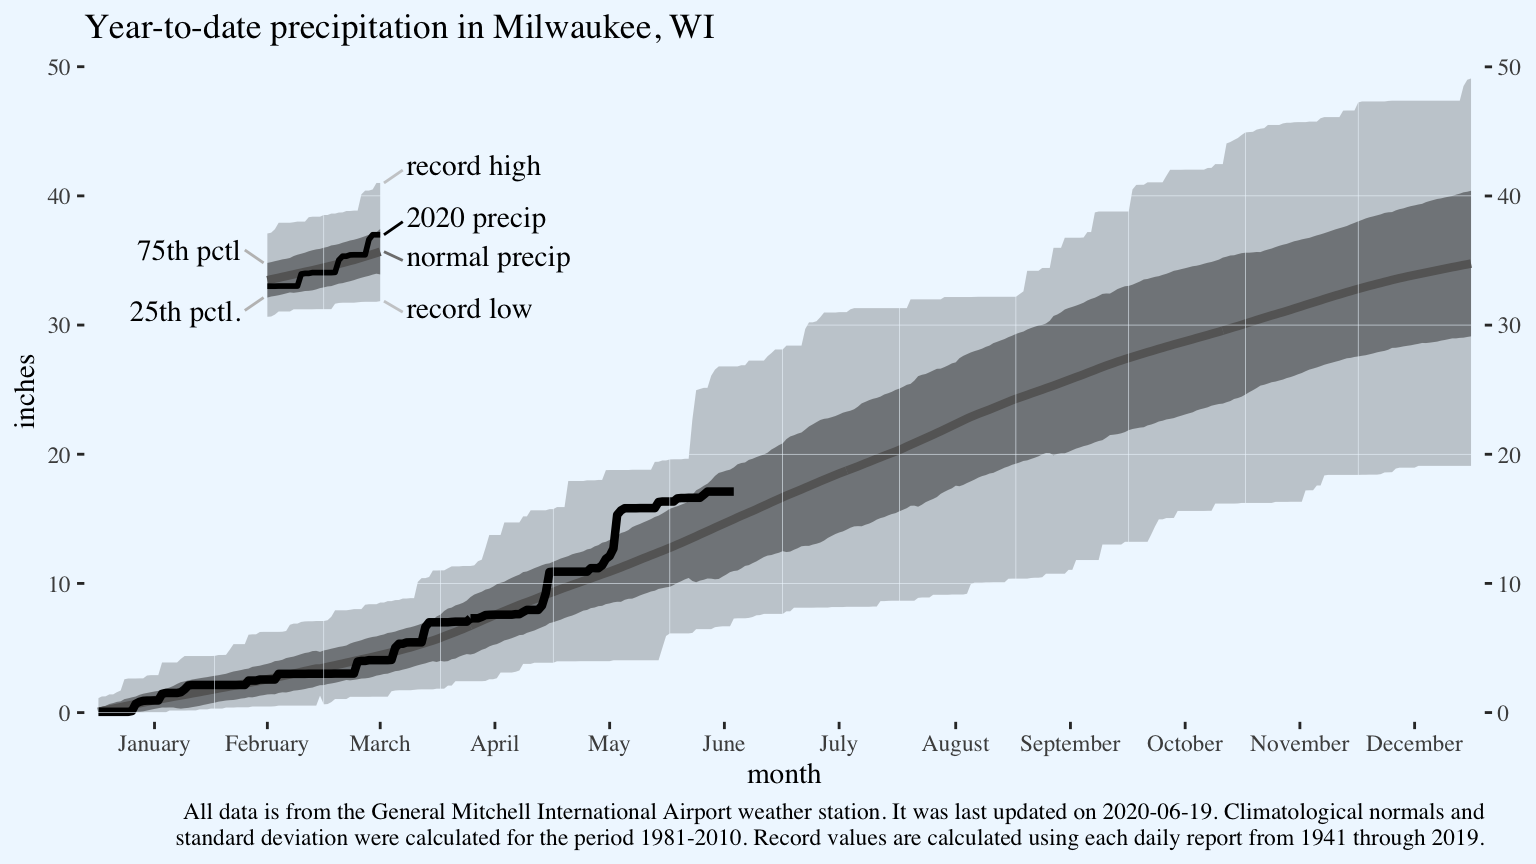 Year-to-date precipitation in Milwaukee, WI
50
50
record high
40
40
2020 precip
75th pctl
normal precip
25th pctl.
record low
30
30
inches
20
20
10
10
0
0
January February March April May June July August September October November December
month
All data is from the General Mitchell International Airport weather station. It was last updated on 2020-06-19. Climatological normals and
standard deviation were calculated for the period 1981-2010. Record values are calculated using each daily report from 1941 through 2019.